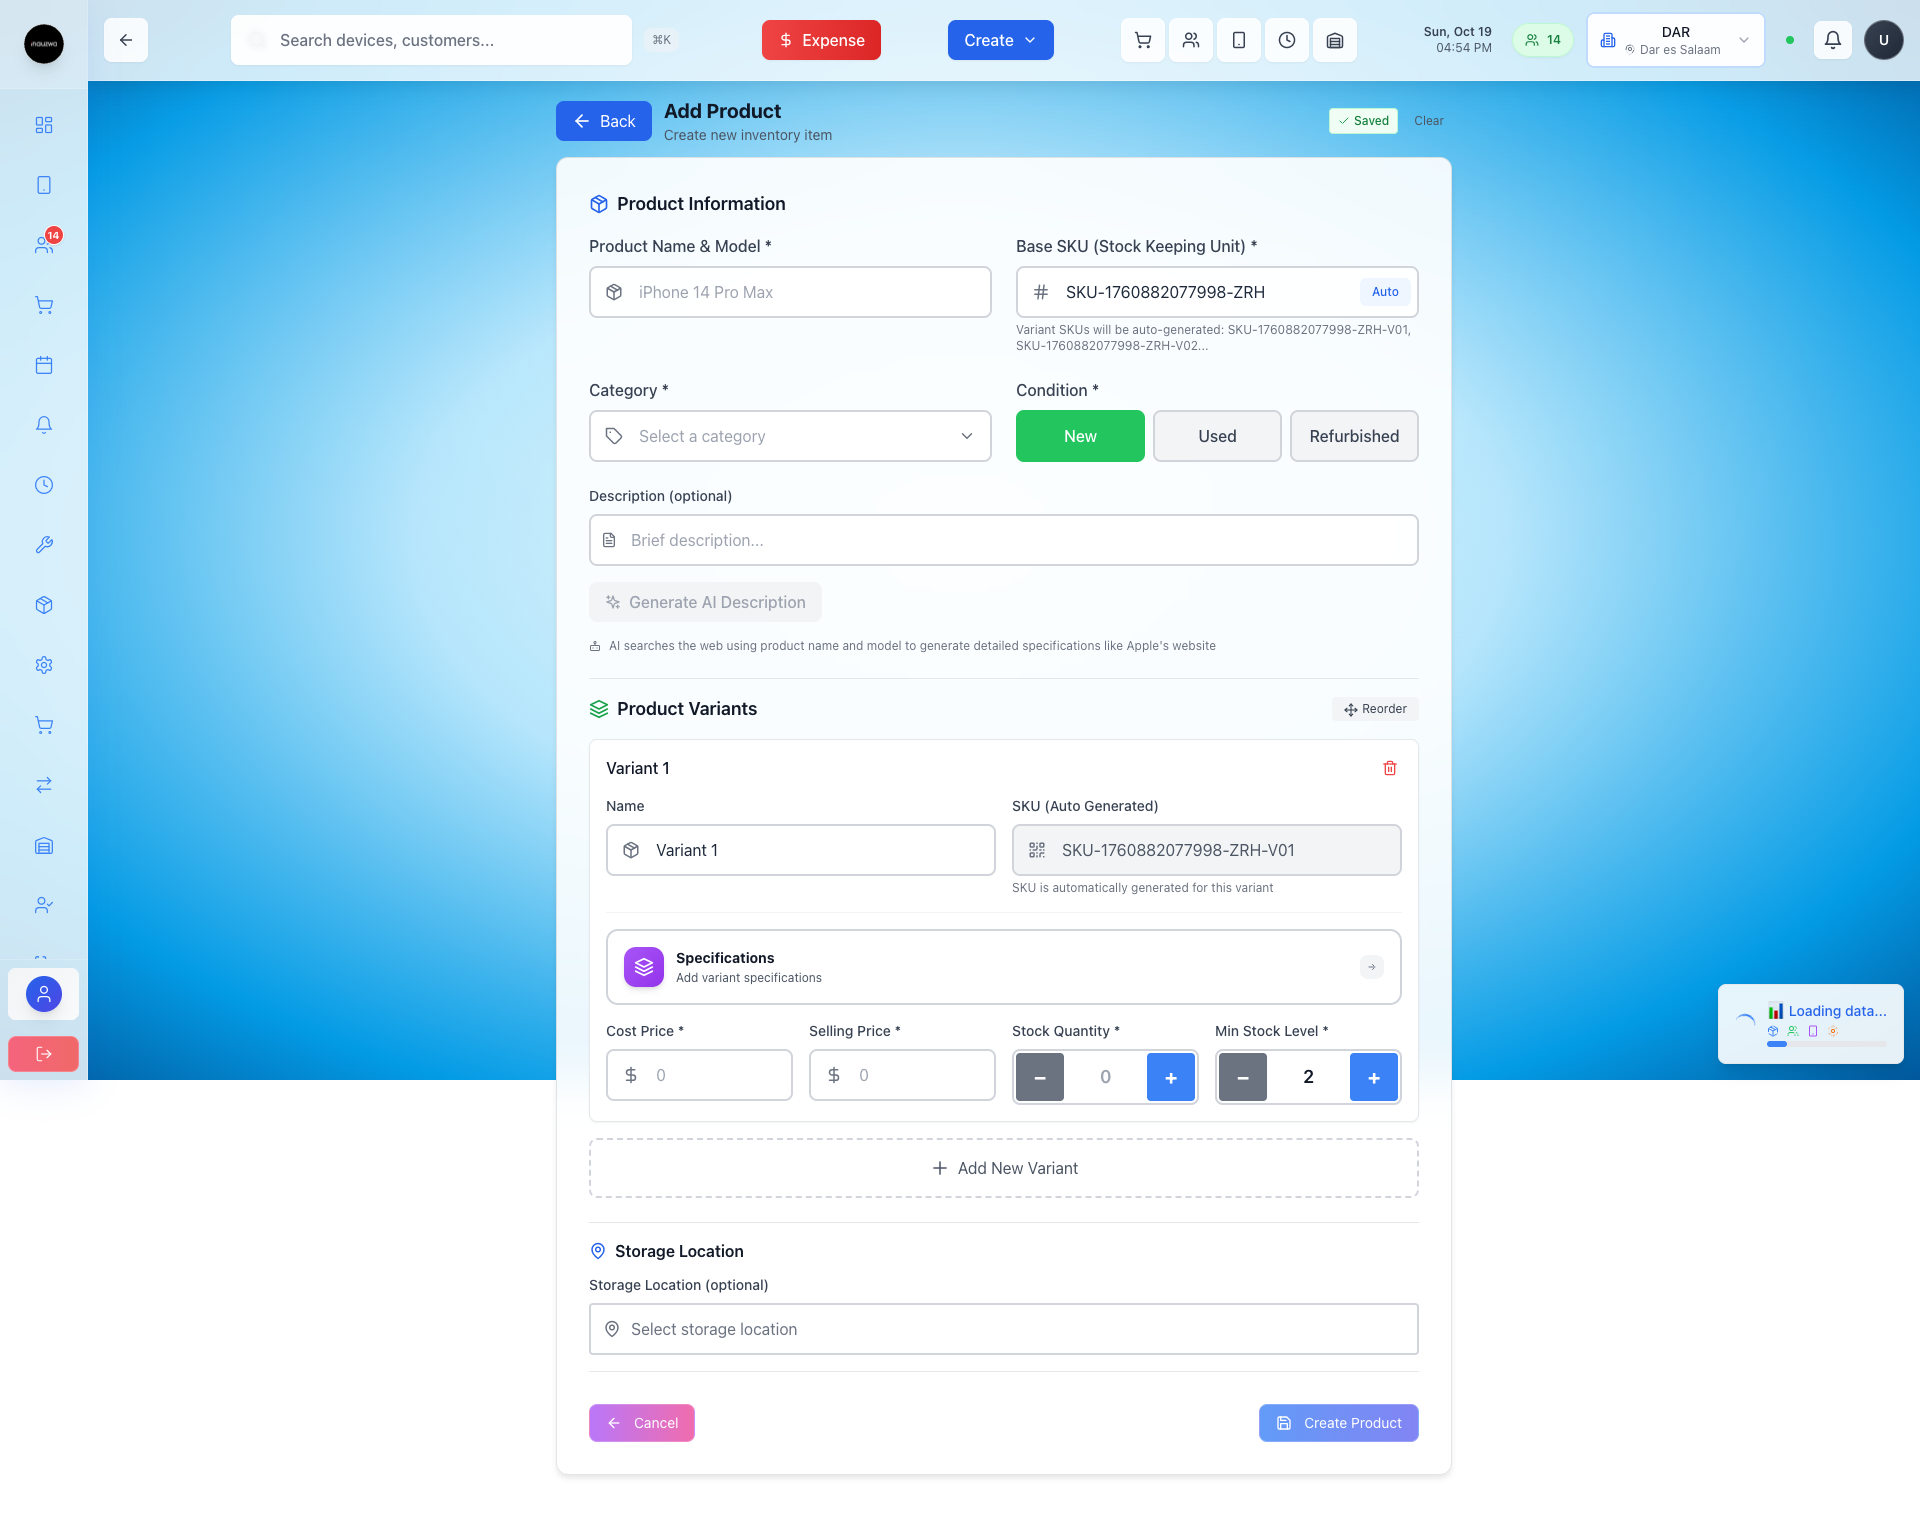 inauzwa
Search devices, customers...
⌘K
Expense
Create
Sun, Oct 19
04:54 PM
14
DAR
Dar es Salaam
U
14
Back
Add Product
Create new inventory item
Saved
Clear
Product Information
Product Name & Model *
Base SKU (Stock Keeping Unit) *
iPhone 14 Pro Max
SKU-1760882077998-ZRH
Auto
Variant SKUs will be auto-generated: SKU-1760882077998-ZRH-V01,
SKU-1760882077998-ZRH-V02...
Category *
Condition *
Select a category
New
Used
Refurbished
Description (optional)
Brief description...
Generate AI Description
AI searches the web using product name and model to generate detailed specifications like Apple's website
Product Variants
Reorder
Variant 1
Name
SKU (Auto Generated)
Variant 1
SKU-1760882077998-ZRH-V01
SKU is automatically generated for this variant
Specifications
Add variant specifications
Cost Price *
Selling Price *
Stock Quantity *
Min Stock Level *
0
0
− 0 +
− 2 +
Add New Variant
Storage Location
Storage Location (optional)
Select storage location
Cancel
Create Product
Loading data...